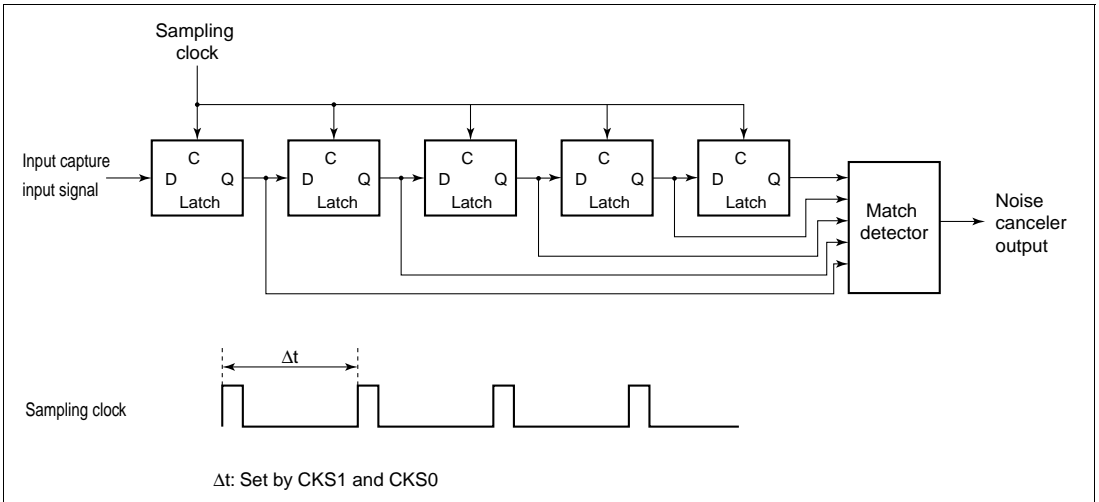 Sampling
clock
Input capture
input signal
C
D Q
Latch
C
D Q
Latch
C
D Q
Latch
C
D Q
Latch
C
D Q
Latch
Match
detector
Noise
canceler
output
Δt
Sampling clock
Δt: Set by CKS1 and CKS0